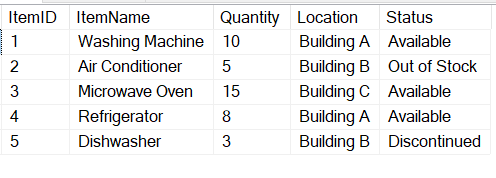 ItemID ItemName Quantity Location Status
1 Washing Machine 10 Building A Available
2 Air Conditioner 5 Building B Out of Stock
3 Microwave Oven 15 Building C Available
4 Refrigerator 8 Building A Available
5 Dishwasher 3 Building B Discontinued